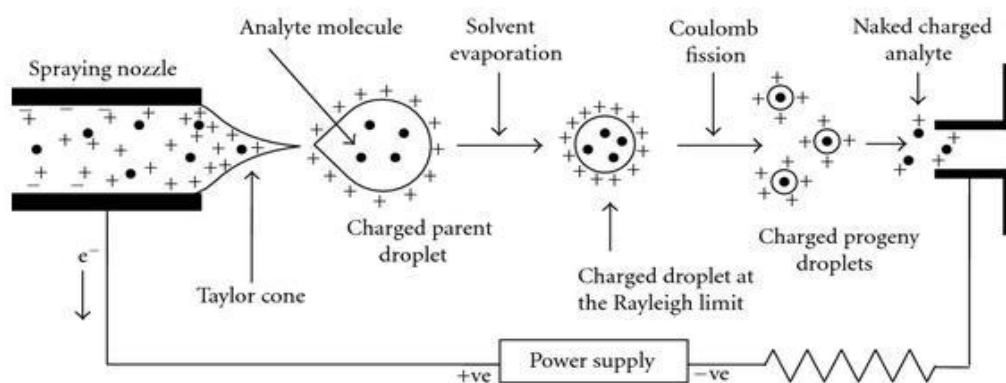 Analyte molecule
Solvent
evaporation
Coulomb
fission
Naked charged
analyte
Spraying nozzle
Charged parent
droplet
Charged progeny
droplets
e⁻
Taylor cone
Charged droplet at
the Rayleigh limit
+ve
Power supply
−ve